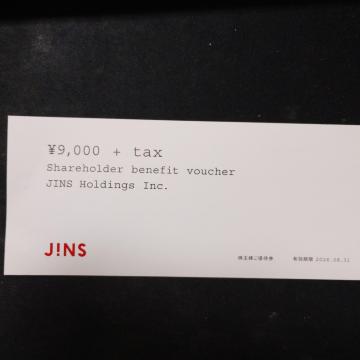 ¥9,000 + tax
Shareholder benefit voucher
JINS Holdings Inc.
J!NS
株主様ご優待券 有効期限 2026.08.31